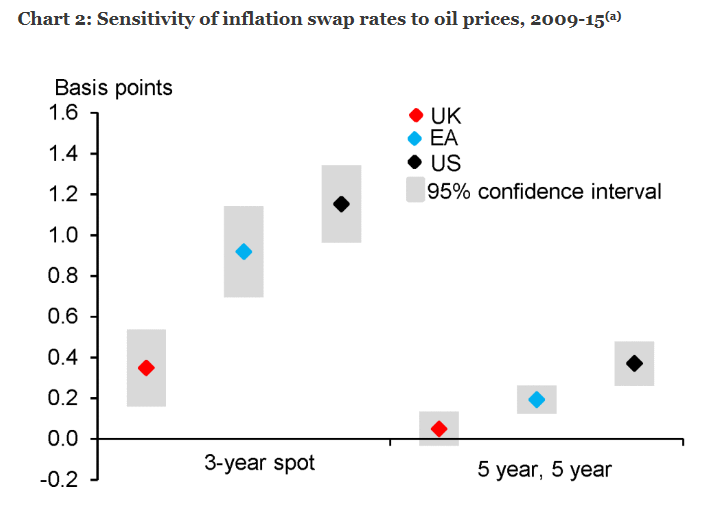 Chart 2: Sensitivity of inflation swap rates to oil prices, 2009-15(a)
Basis points
1.6
1.4
1.2
1.0
0.8
0.6
0.4
0.2
0.0
-0.2
UK
EA
US
95% confidence interval
3-year spot
5 year, 5 year